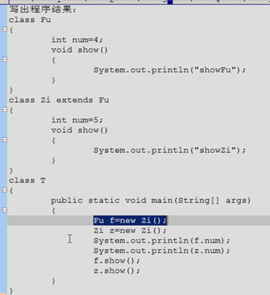 写出程序结果：
class Fu
{
int num=4;
void show()
{
System.out.println("showFu");
}
}
class Zi extends Fu
{
int num=5;
void show()
{
System.out.println("showZi");
}
}
class T
{
public static void main(String[] args)
{
Fu f=new Zi();
Zi z=new Zi();
System.out.println(f.num);
System.out.println(z.num);
f.show();
z.show();
}
}